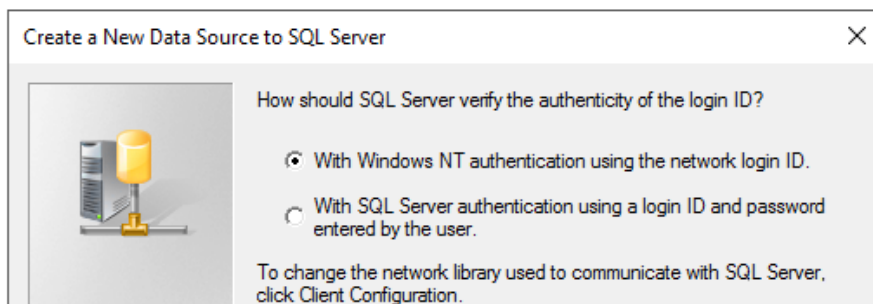 Create a New Data Source to SQL Server
How should SQL Server verify the authenticity of the login ID?
With Windows NT authentication using the network login ID.
With SQL Server authentication using a login ID and password
entered by the user.
To change the network library used to communicate with SQL Server,
click Client Configuration.